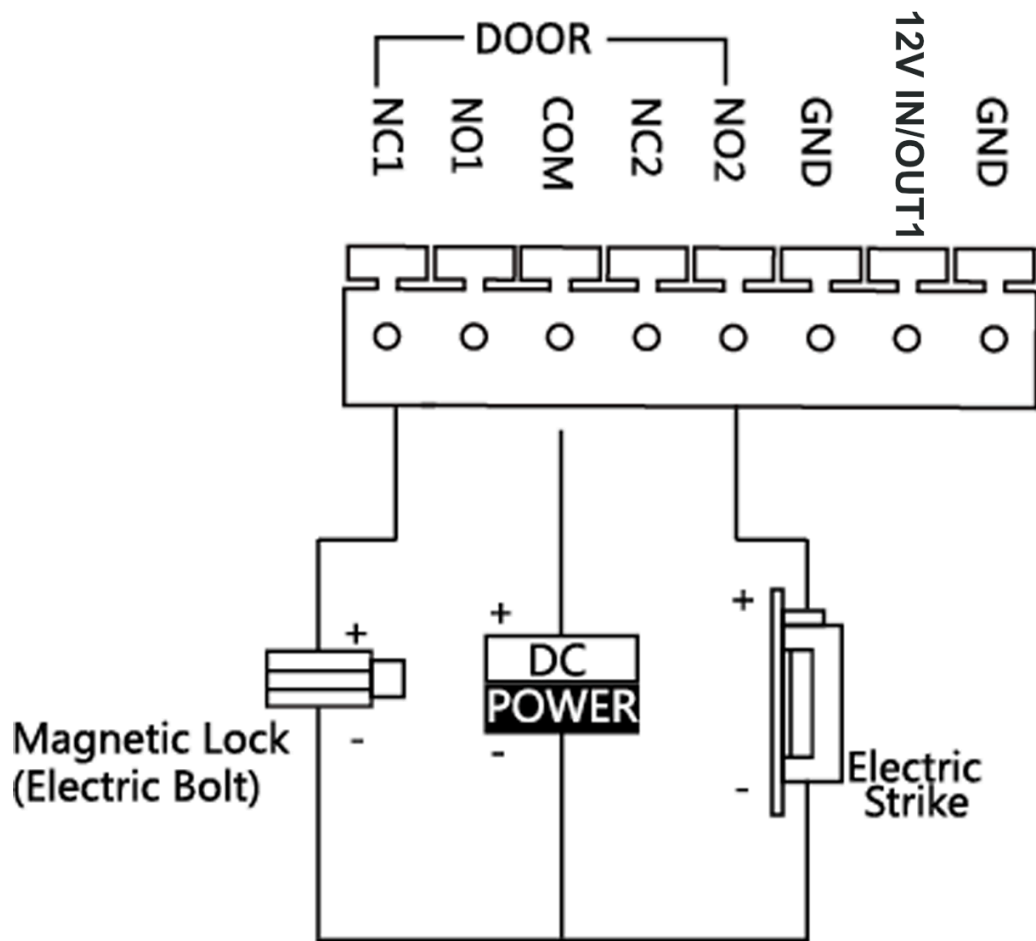 DOOR
NC1
NO1
COM
NC2
NO2
GND
12V IN/OUT1
GND
+
-
Magnetic Lock
(Electric Bolt)
+
DC
POWER
-
+
-
Electric
Strike